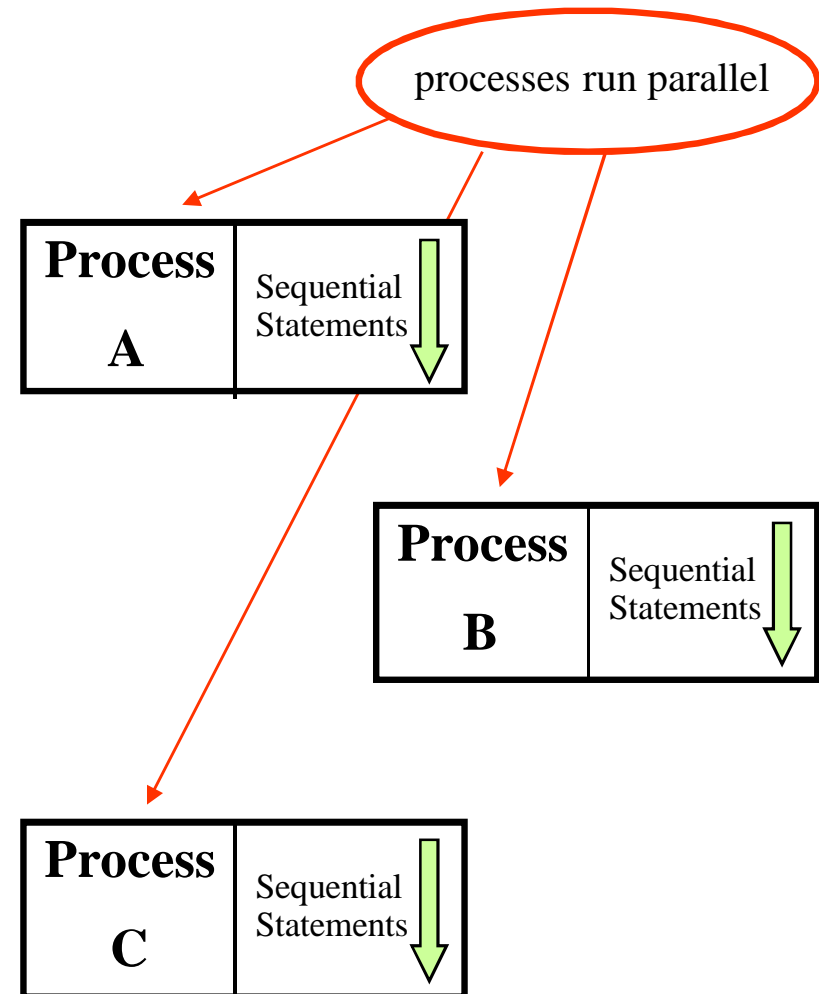 processes run parallel
Process
A
Sequential
Statements
Process
B
Sequential
Statements
Process
C
Sequential
Statements